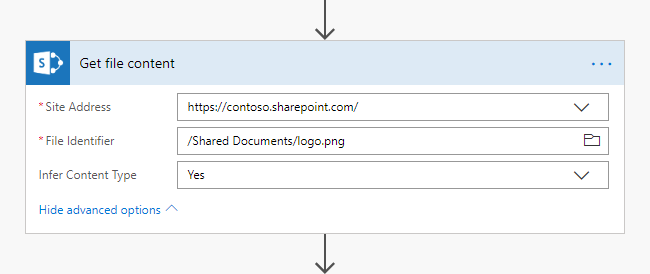 Get file content
* Site Address https://contoso.sharepoint.com/
* File Identifier /Shared Documents/logo.png
Infer Content Type Yes
Hide advanced options